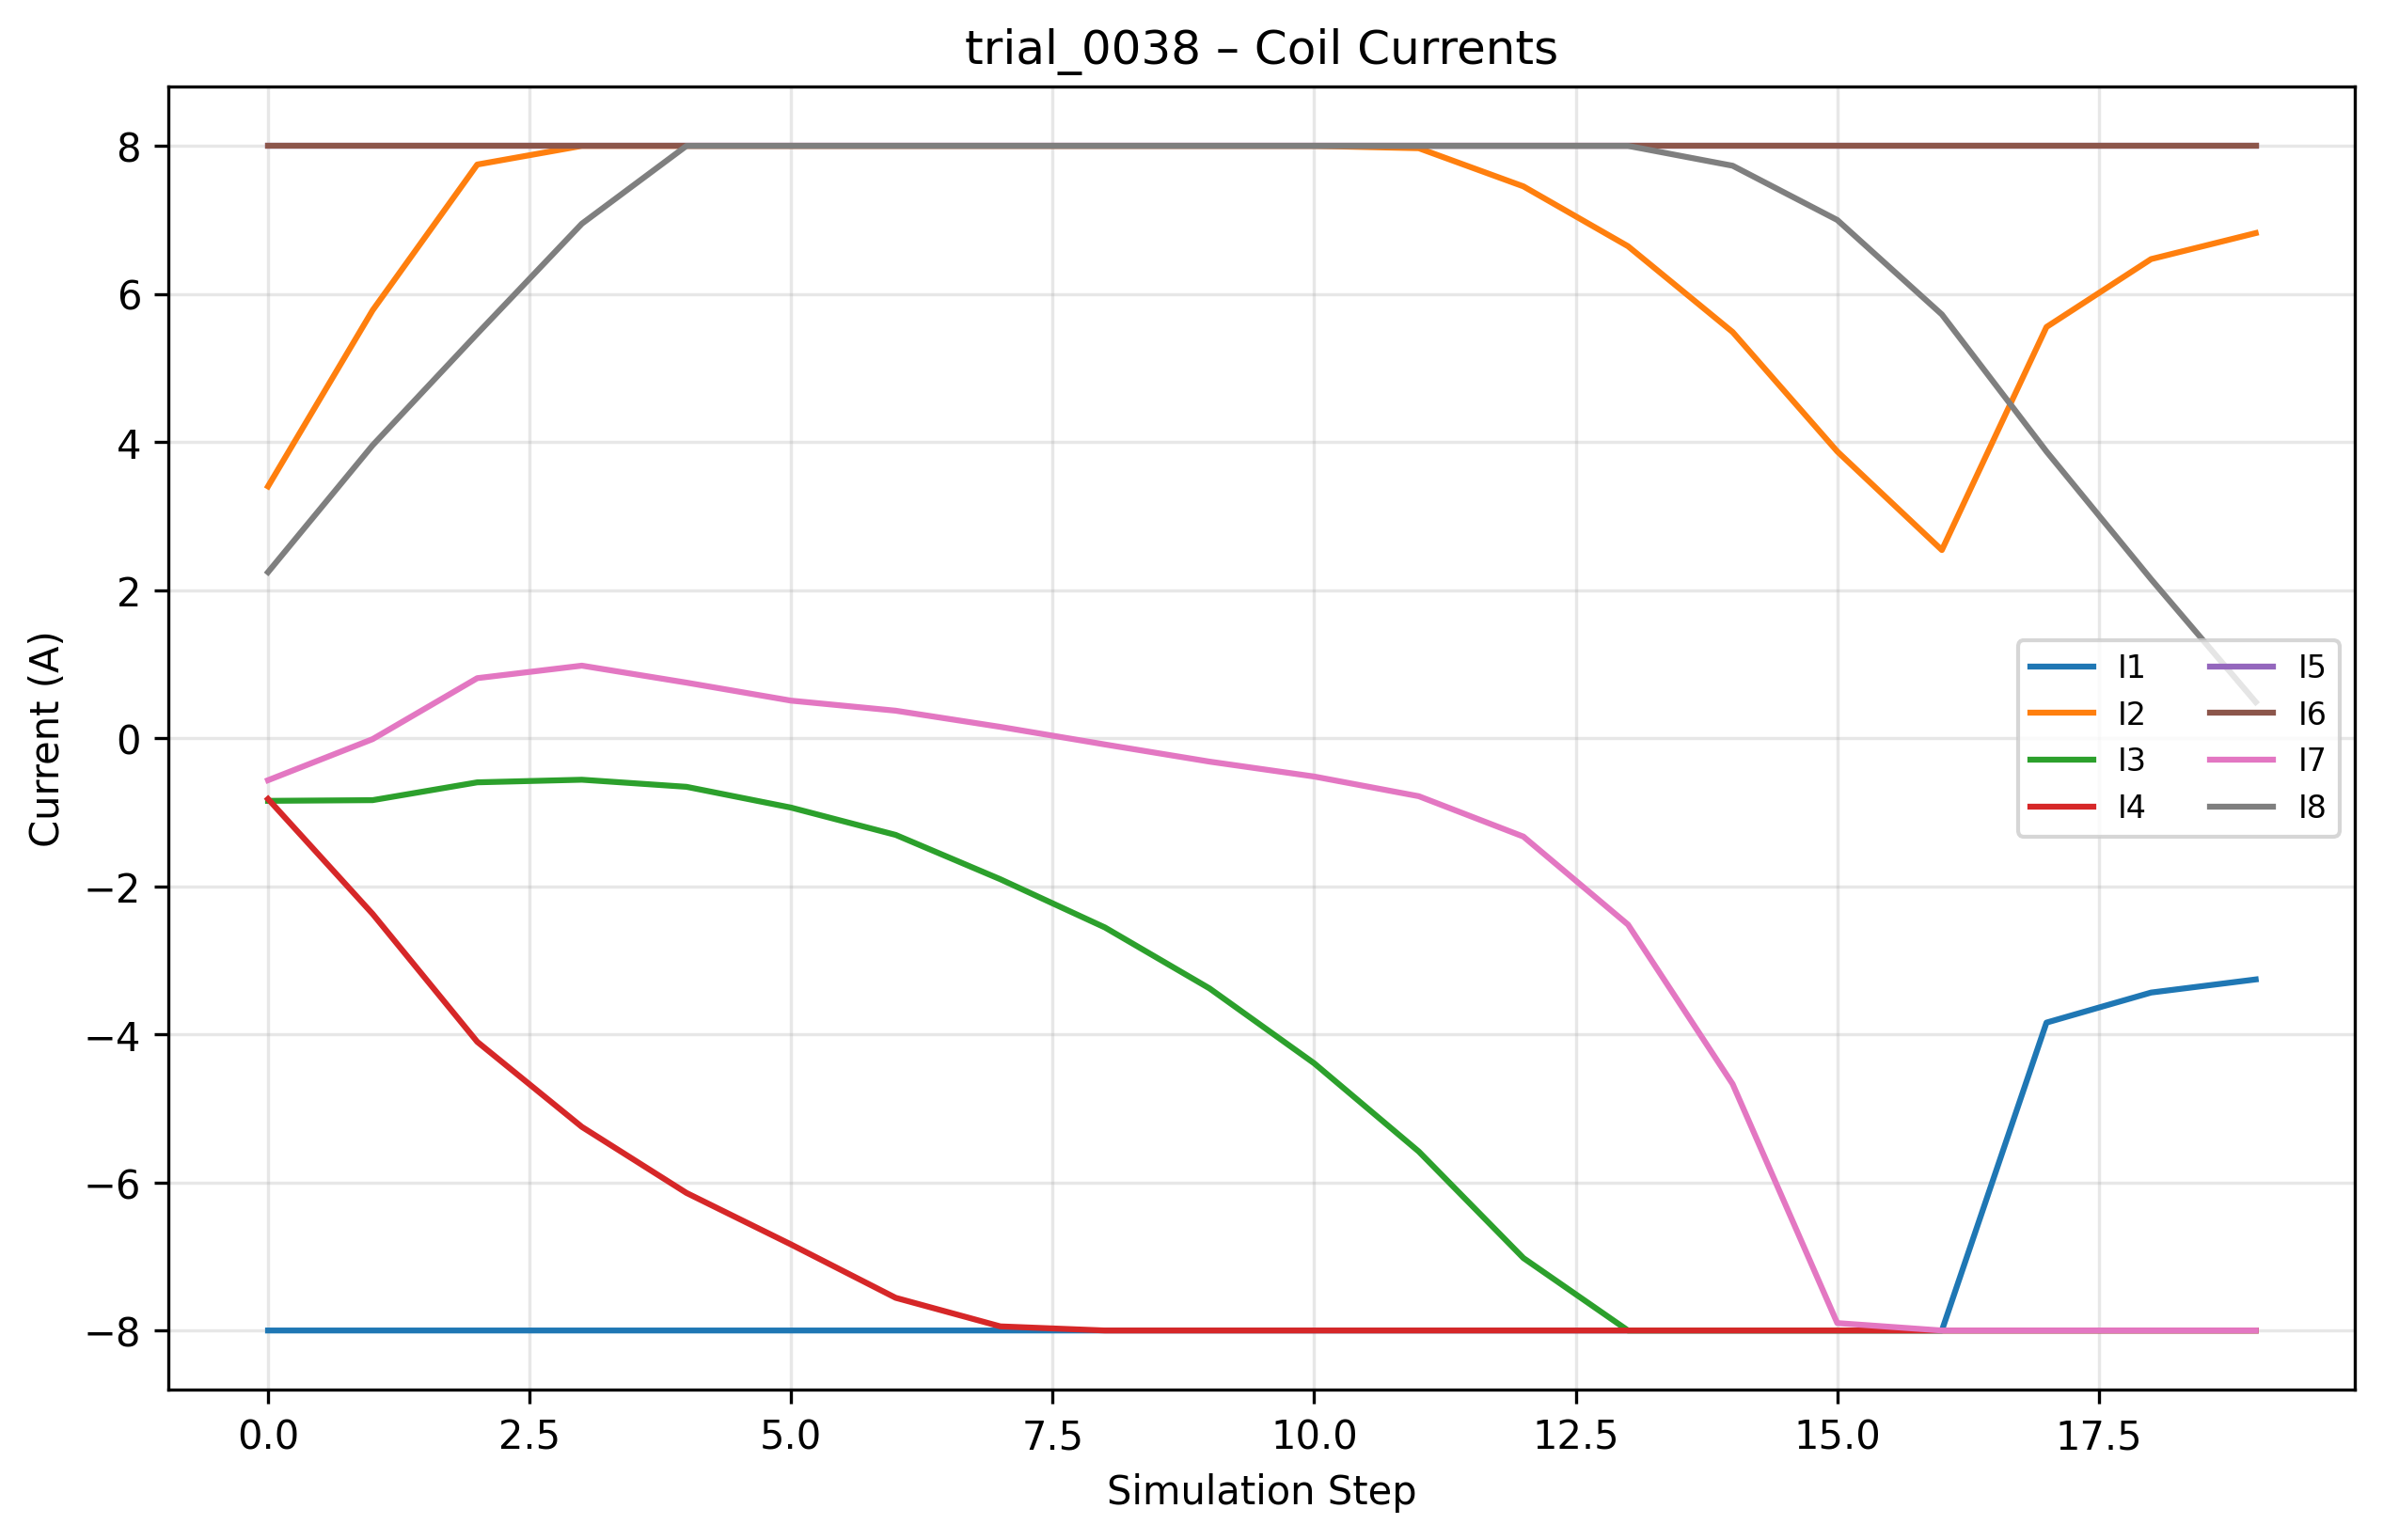 trial_0038 – Coil Currents
Current (A)
8
6
4
2
0
−2
−4
−6
−8
0.0 2.5 5.0 7.5 10.0 12.5 15.0 17.5
Simulation Step
I1 I5
I2 I6
I3 I7
I4 I8